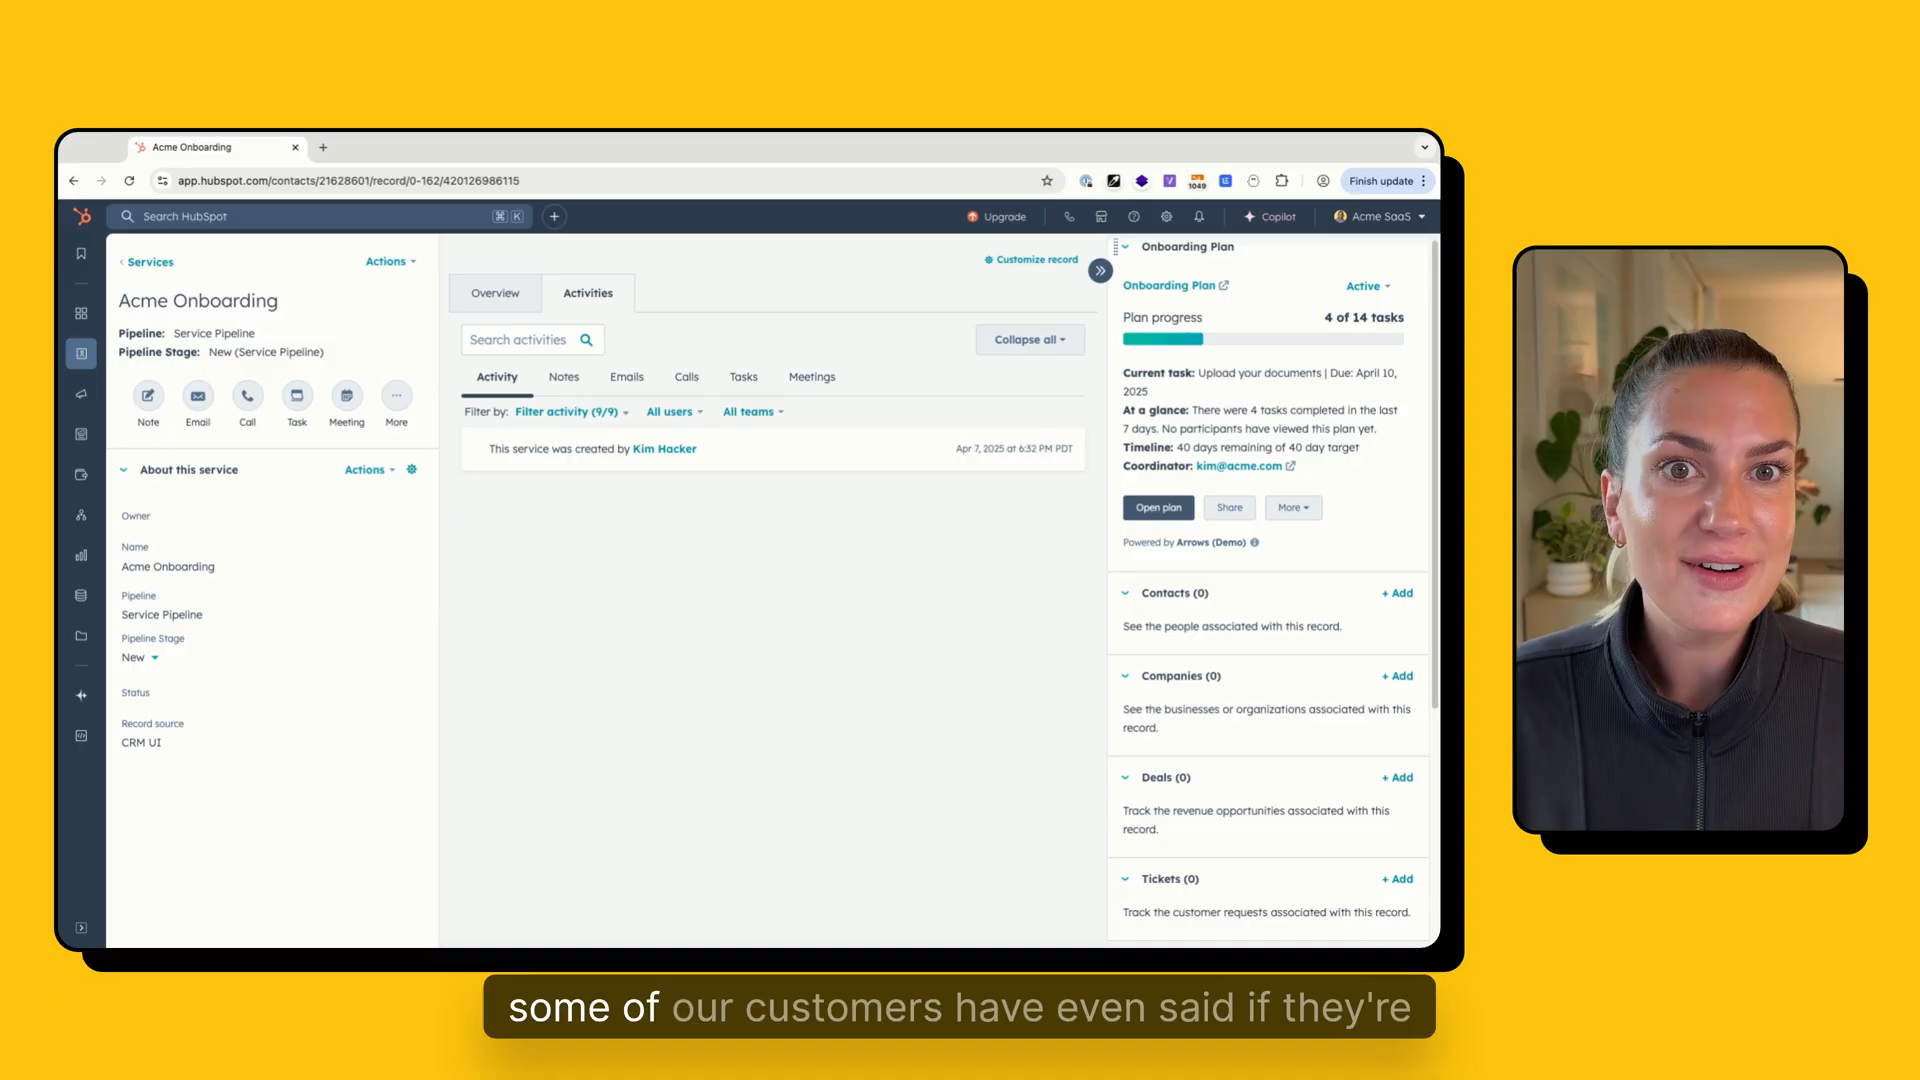 Acme Onboarding
app.hubspot.com/contacts/21628601/record/0-162/420126986115
1049
Finish update
Search HubSpot
⌘ K
Upgrade
Copilot
Acme SaaS
Services
Actions
Acme Onboarding
Pipeline: Service Pipeline
Pipeline Stage: New (Service Pipeline)
Note
Email
Call
Task
Meeting
More
About this service
Actions
Owner
Name
Acme Onboarding
Pipeline
Service Pipeline
Pipeline Stage
New
Status
Record source
CRM UI
Customize record
Overview
Activities
Search activities
Collapse all
Activity
Notes
Emails
Calls
Tasks
Meetings
Filter by: Filter activity (9/9)
All users
All teams
This service was created by Kim Hacker
Apr 7, 2025 at 6:32 PM PDT
Onboarding Plan
Onboarding Plan
Active
Plan progress
4 of 14 tasks
Current task: Upload your documents | Due: April 10,
2025
At a glance: There were 4 tasks completed in the last
7 days. No participants have viewed this plan yet.
Timeline: 40 days remaining of 40 day target
Coordinator: kim@acme.com
Open plan
Share
More
Powered by Arrows (Demo)
Contacts (0)
+ Add
See the people associated with this record.
Companies (0)
+ Add
See the businesses or organizations associated with this
record.
Deals (0)
+ Add
Track the revenue opportunities associated with this
record.
Tickets (0)
+ Add
Track the customer requests associated with this record.
some of our customers have even said if they're